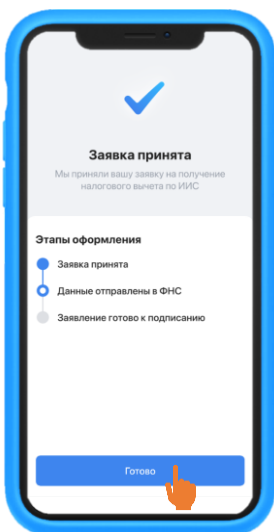 Заявка принята
Мы приняли вашу заявку на получение
налогового вычета по ИИС
Этапы оформления
Заявка принята
Данные отправлены в ФНС
Заявление готово к подписанию
Готово